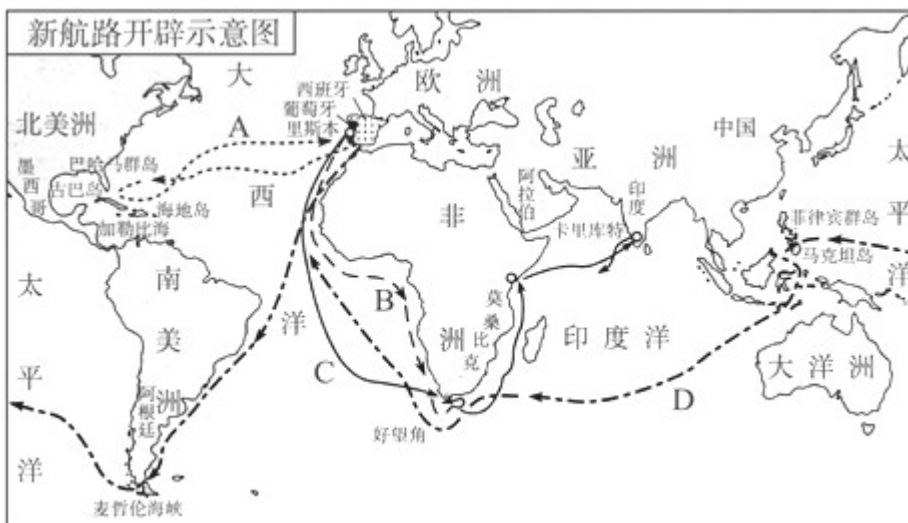 新航路开辟示意图
大
西
洋
欧洲
西班牙
葡萄牙
里斯本
北美洲
A
巴哈马群岛
墨西哥
古巴岛
海地岛
加勒比海
亚洲
中国
太平洋
阿拉伯
印度
卡里库特
菲律宾群岛
马克坦岛
非洲
太平洋
南美洲
B
莫桑比克
印度洋
大洋洲
C
D
阿根廷
好望角
麦哲伦海峡